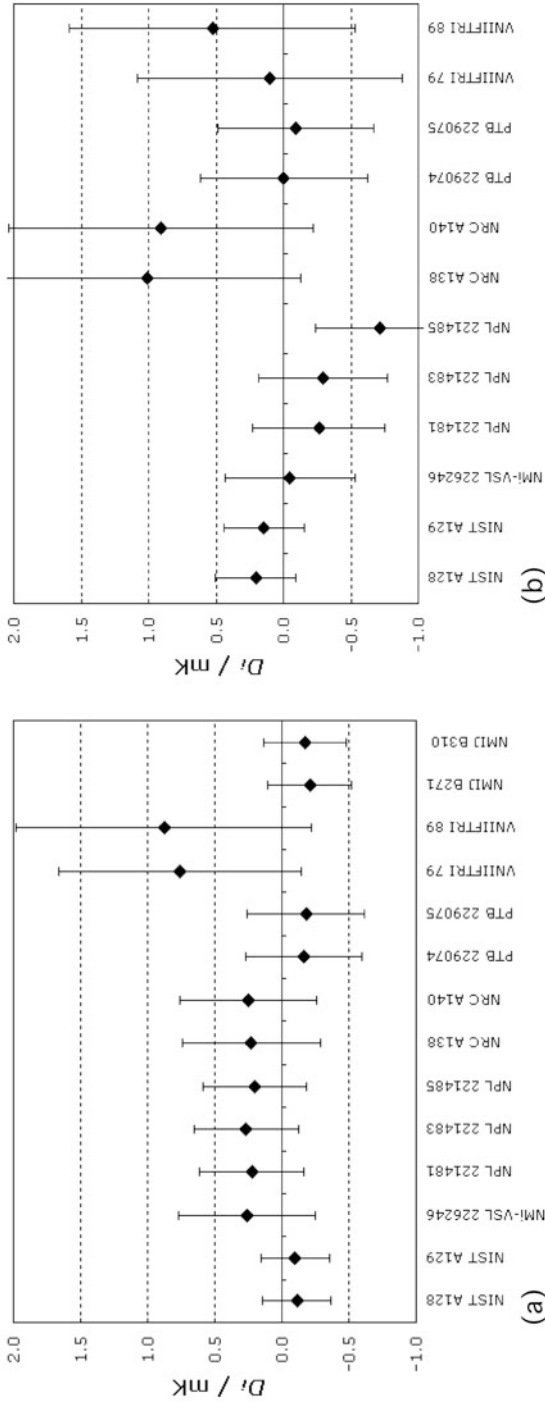 2.0
1.5
1.0
0.5
0.0
-0.5
-1.0
Di / mK
NIST A128
NIST A129
NMi-VSL 226246
NPL 221481
NPL 221483
NPL 221485
NRC A138
NRC A140
PTB 229074
PTB 229075
VNIIFTRI 79
VNIIFTRI 89
NMIJ B271
NMIJ B310
(a)
2.0
1.5
1.0
0.5
0.0
-0.5
-1.0
Di / mK
NIST A128
NIST A129
NMi-VSL 226246
NPL 221481
NPL 221483
NPL 221485
NRC A138
NRC A140
PTB 229074
PTB 229075
VNIIFTRI 79
VNIIFTRI 89
(b)